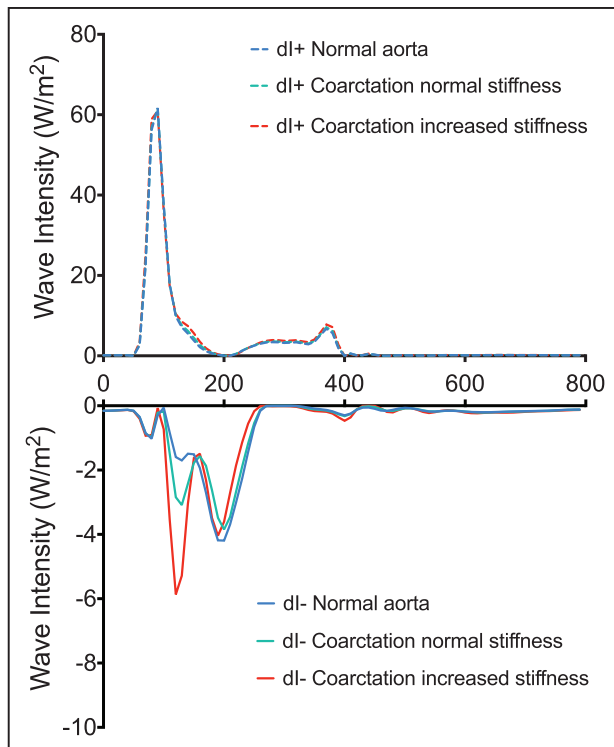 80
dI+ Normal aorta
dI+ Coarctation normal stiffness
60
dI+ Coarctation increased stiffness
Wave Intensity (W/m²)
40
20
0
0 200 400 600 800
0
-2
-4
Wave Intensity (W/m²)
-6
dI- Normal aorta
dI- Coarctation normal stiffness
-8
dI- Coarctation increased stiffness
-10